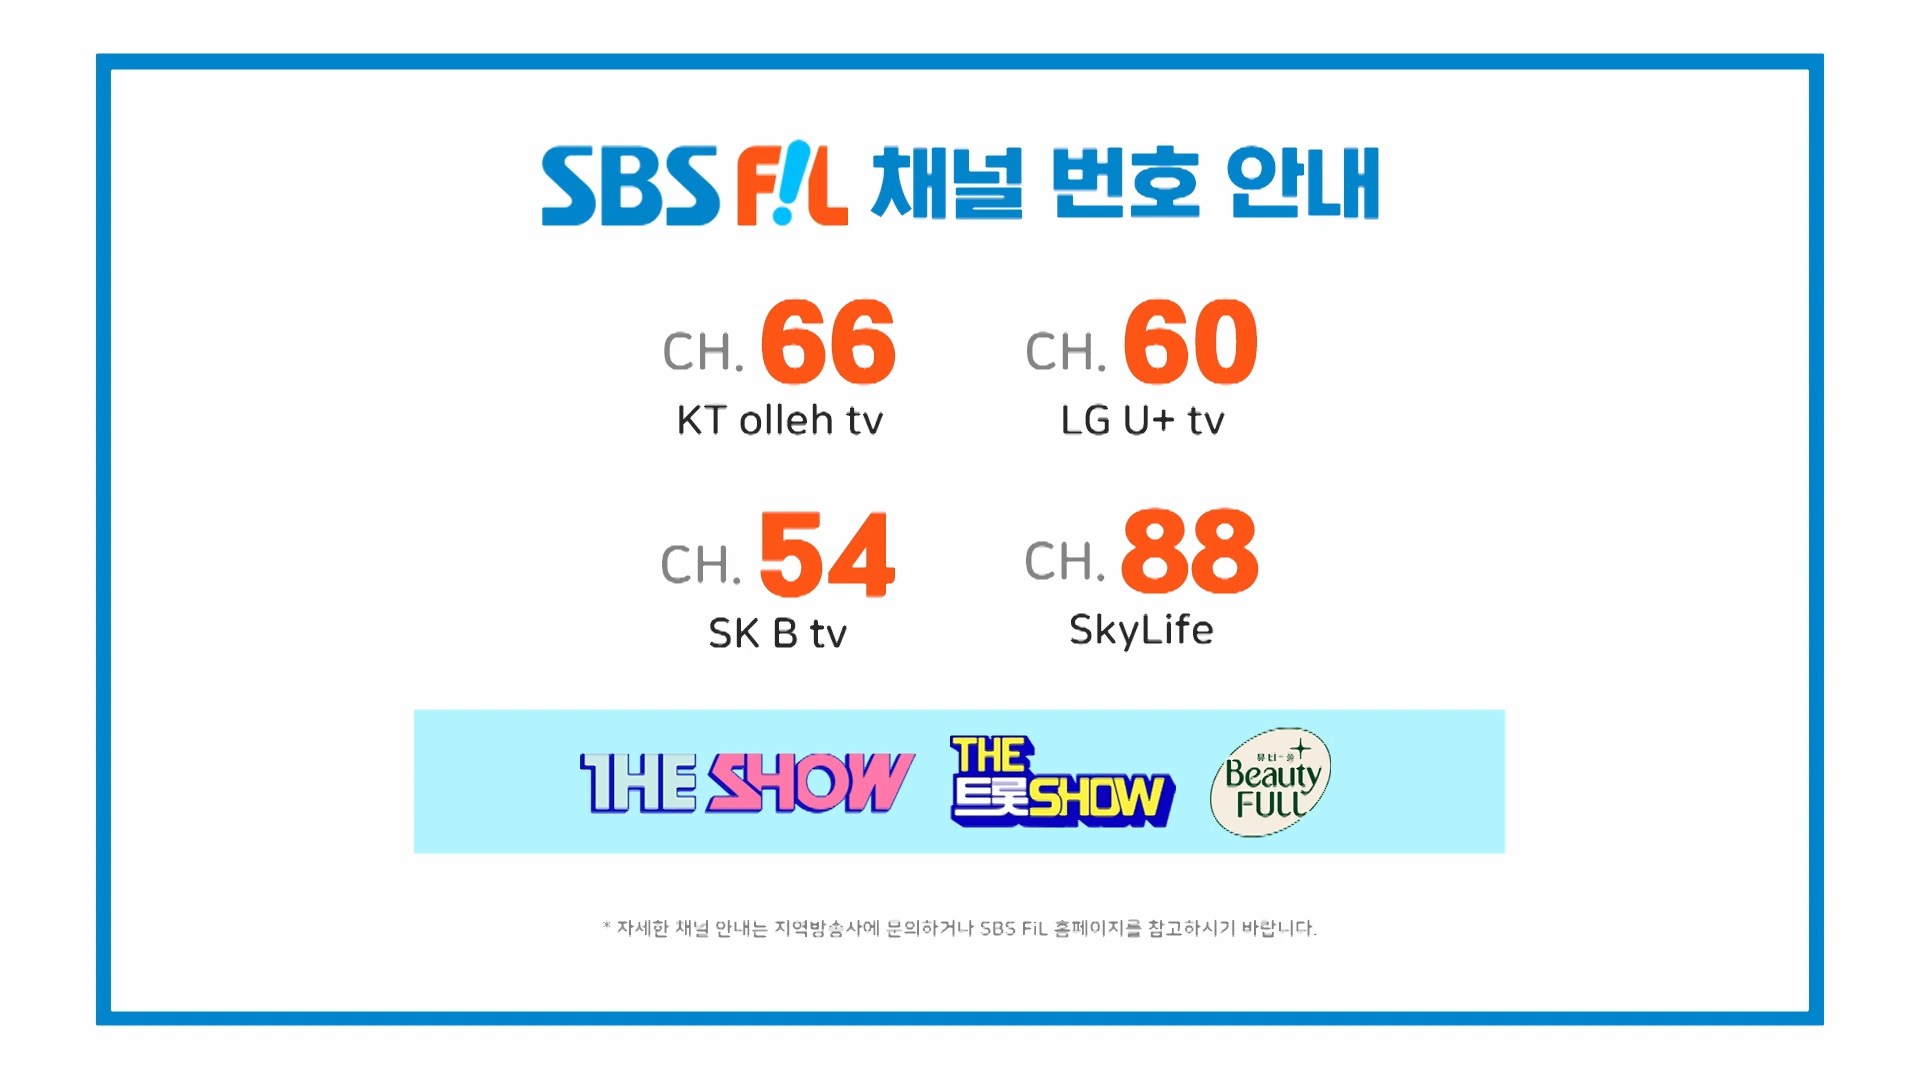 SBS F!L 채널 번호 안내
CH. 66
KT olleh tv
CH. 60
LG U+ tv
CH. 54
SK B tv
CH. 88
SkyLife
THE SHOW
THE
트롯SHOW
뷰티-풀
Beauty
FULL
* 자세한 채널 안내는 지역방송사에 문의하거나 SBS FiL 홈페이지를 참고하시기 바랍니다.